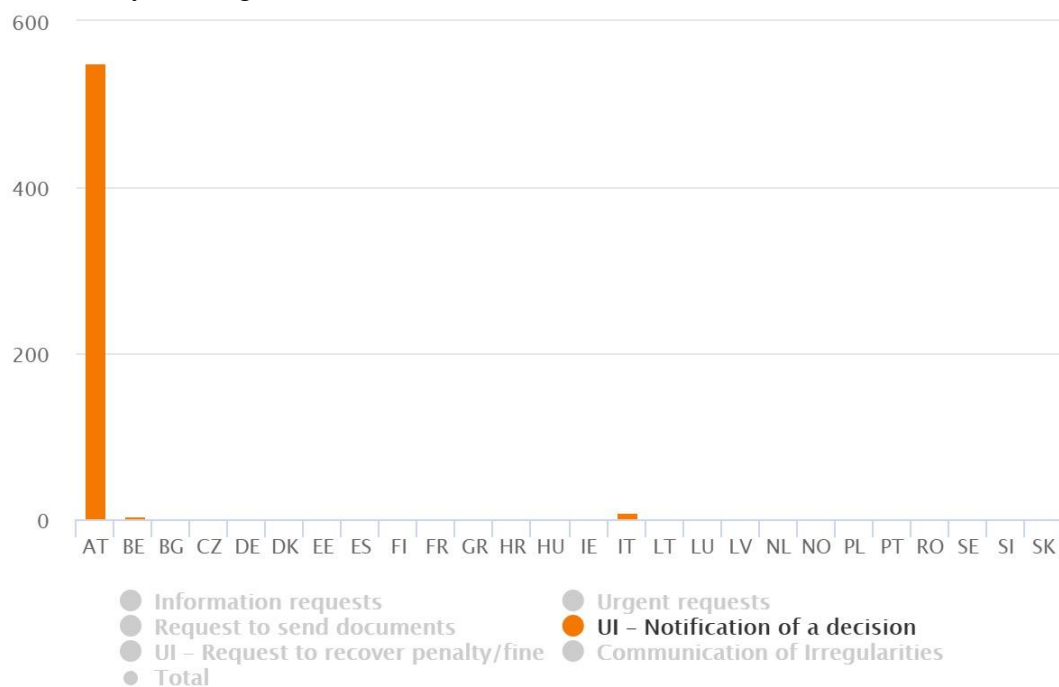 600
400
200
0
AT BE BG CZ DE DK EE ES FI FR GR HR HU IE IT LT LU LV NL NO PL PT RO SE SI SK
Information requests
Urgent requests
Request to send documents
UI – Notification of a decision
UI – Request to recover penalty/fine
Communication of Irregularities
Total